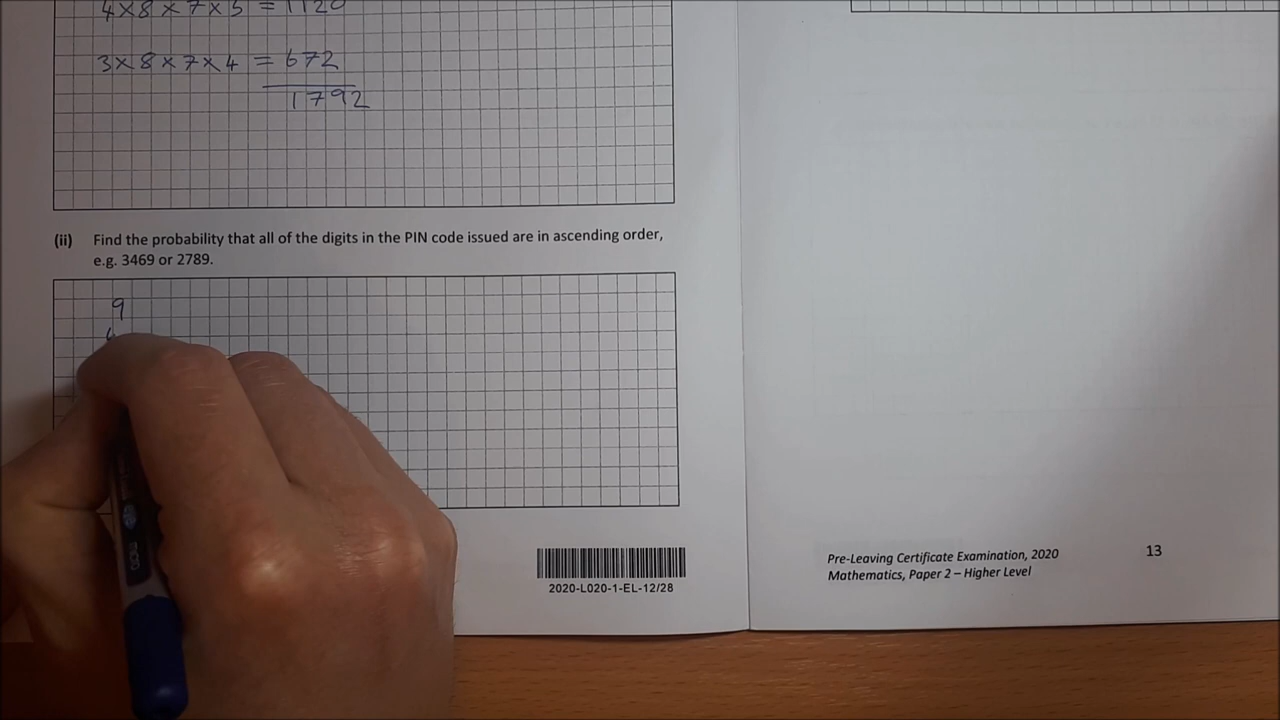 4×8×7×5 = 1120
3×8×7×4 = 672
1792
(ii) Find the probability that all of the digits in the PIN code issued are in ascending order,
e.g. 3469 or 2789.
9
2020-L020-1-EL-12/28
Pre-Leaving Certificate Examination, 2020
Mathematics, Paper 2 – Higher Level
13